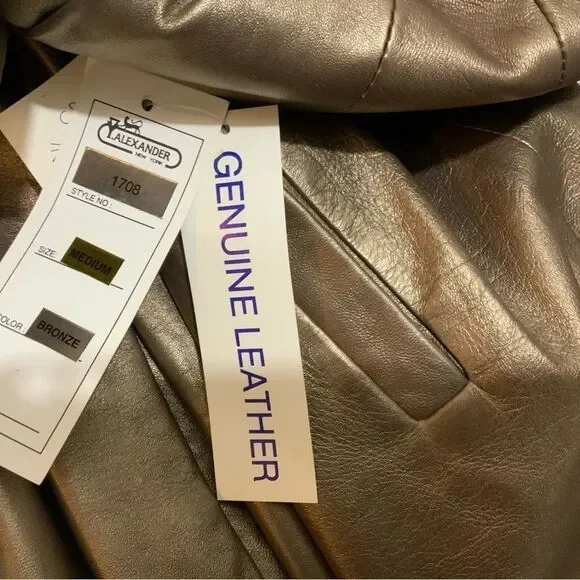 Y.ALEXANDER
NEW YORK
1708
STYLE NO:
SIZE: MEDIUM
COLOR: BRONZE
GENUINE LEATHER